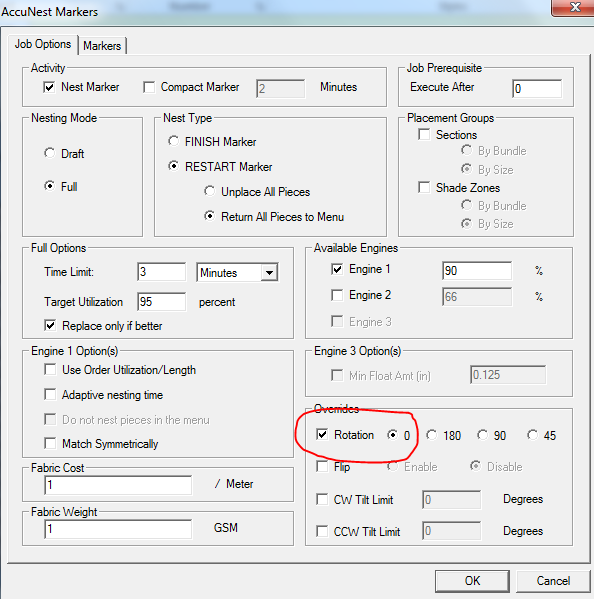 AccuNest Markers
Job Options Markers
Activity
Nest Marker Compact Marker 2 Minutes
Job Prerequisite
Execute After 0
Nesting Mode
Draft
Full
Nest Type
FINISH Marker
RESTART Marker
Unplace All Pieces
Return All Pieces to Menu
Placement Groups
Sections
By Bundle
By Size
Shade Zones
By Bundle
By Size
Full Options
Time Limit: 3 Minutes
Target Utilization 95 percent
Replace only if better
Available Engines
Engine 1 90 %
Engine 2 66 %
Engine 3
Engine 1 Option(s)
Use Order Utilization/Length
Adaptive nesting time
Do not nest pieces in the menu
Match Symmetrically
Engine 3 Option(s)
Min Float Amt (in) 0.125
Overrides
Rotation 0 180 90 45
Flip Enable Disable
CW Tilt Limit 0 Degrees
CCW Tilt Limit 0 Degrees
Fabric Cost
1 / Meter
Fabric Weight
1 GSM
OK Cancel